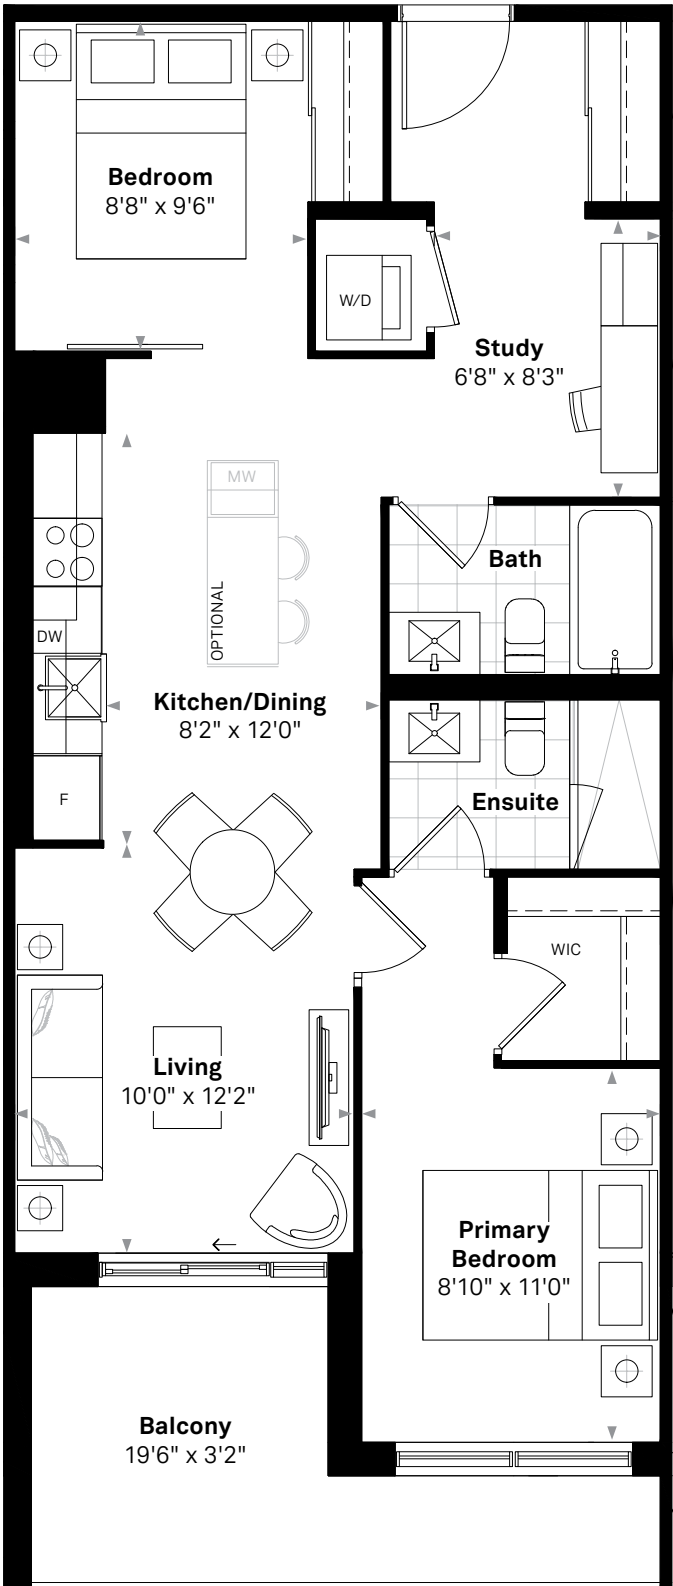 Bedroom
8'8" x 9'6"
W/D
Study
6'8" x 8'3"
MW
OPTIONAL
Bath
DW
Kitchen/Dining
8'2" x 12'0"
F
Ensuite
WIC
Living
10'0" x 12'2"
Primary
Bedroom
8'10" x 11'0"
Balcony
19'6" x 3'2"